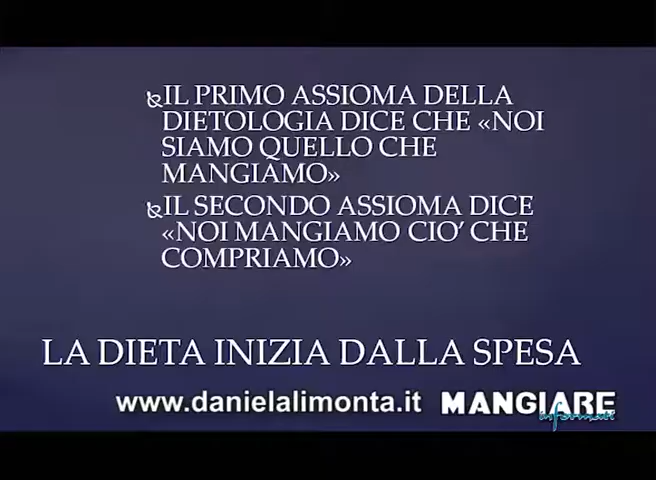 IL PRIMO ASSIOMA DELLA
DIETOLOGIA DICE CHE «NOI
SIAMO QUELLO CHE
MANGIAMO»
IL SECONDO ASSIOMA DICE
«NOI MANGIAMO CIO’ CHE
COMPRIAMO»
LA DIETA INIZIA DALLA SPESA
www.danielalimonta.it MANGIARE
informati